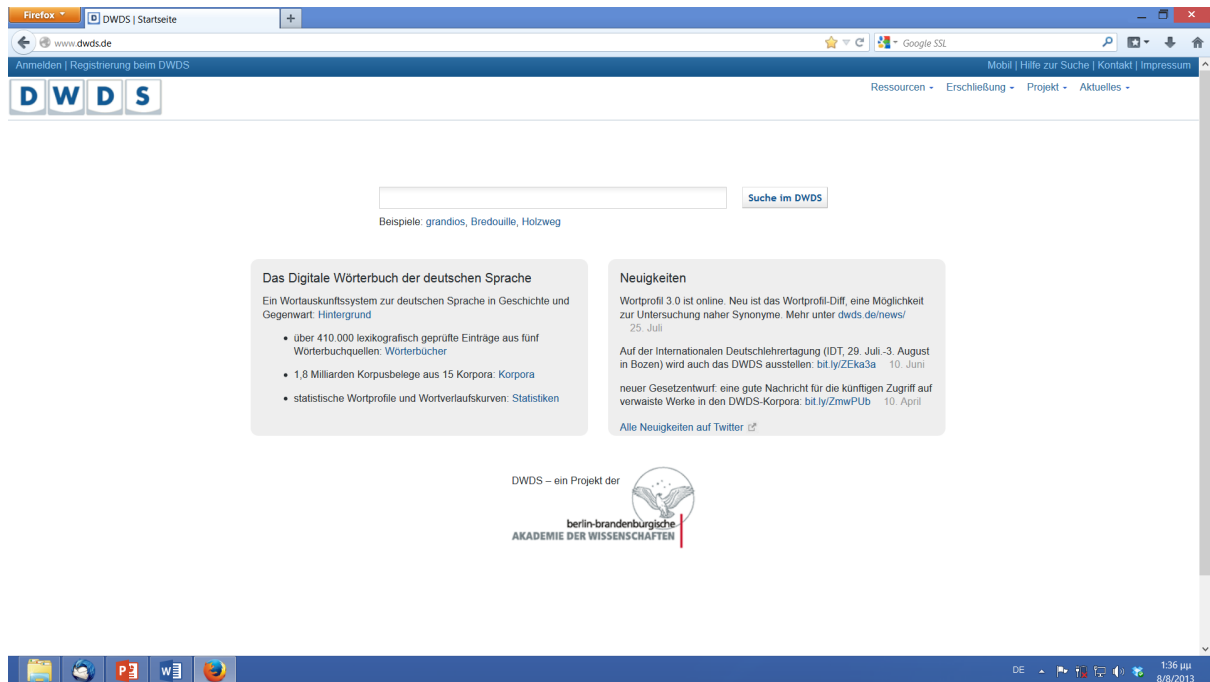 Firefox
DWDS | Startseite
www.dwds.de
Google SSL
Anmelden | Registrierung beim DWDS
Mobil | Hilfe zur Suche | Kontakt | Impressum
D W D S
Ressourcen
Erschließung
Projekt
Aktuelles
Suche im DWDS
Beispiele: grandios, Bredouille, Holzweg
Das Digitale Wörterbuch der deutschen Sprache
Ein Wortauskunftssystem zur deutschen Sprache in Geschichte und
Gegenwart: Hintergrund
• über 410.000 lexikografisch geprüfte Einträge aus fünf
Wörterbuchquellen: Wörterbücher
• 1,8 Milliarden Korpusbelege aus 15 Korpora: Korpora
• statistische Wortprofile und Wortverlaufskurven: Statistiken
Neuigkeiten
Wortprofil 3.0 ist online. Neu ist das Wortprofil-Diff, eine Möglichkeit
zur Untersuchung naher Synonyme. Mehr unter dwds.de/news/
25. Juli
Auf der Internationalen Deutschlehrertagung (IDT, 29. Juli.-3. August
in Bozen) wird auch das DWDS ausstellen: bit.ly/ZEka3a 10. Juni
neuer Gesetzentwurf: eine gute Nachricht für die künftigen Zugriff auf
verwaiste Werke in den DWDS-Korpora: bit.ly/ZmwPUb 10. April
Alle Neuigkeiten auf Twitter
DWDS – ein Projekt der
berlin-brandenburgische
AKADEMIE DER WISSENSCHAFTEN
DE
1:36 μμ
8/8/2013